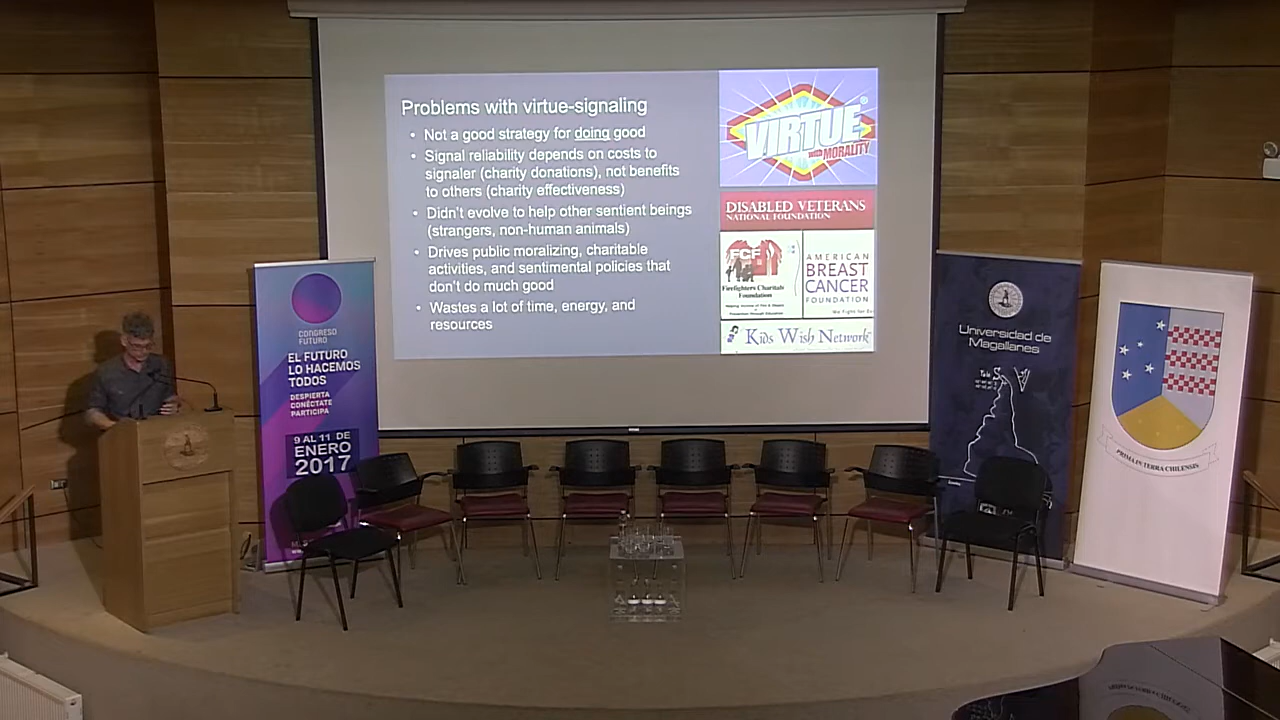 Problems with virtue-signaling
• Not a good strategy for doing good
• Signal reliability depends on costs to
signaler (charity donations), not benefits
to others (charity effectiveness)
• Didn't evolve to help other sentient beings
(strangers, non-human animals)
• Drives public moralizing, charitable
activities, and sentimental policies that
don't do much good
• Wastes a lot of time, energy, and
resources
VIRTUE®
with MORALITY
DISABLED VETERANS
NATIONAL FOUNDATION
FCF
Firefighters Charitable
Foundation
AMERICAN
BREAST
CANCER
FOUNDATION
We Fight for
Kids Wish Network
CONGRESO
FUTURO
EL FUTURO
LO HACEMOS
TODOS
DESPIERTA
CONÉCTATE
PARTICIPA
9 AL 11 DE
ENERO
2017
Universidad de
Magallanes
PRIMA IN TERRA CHILENSIS